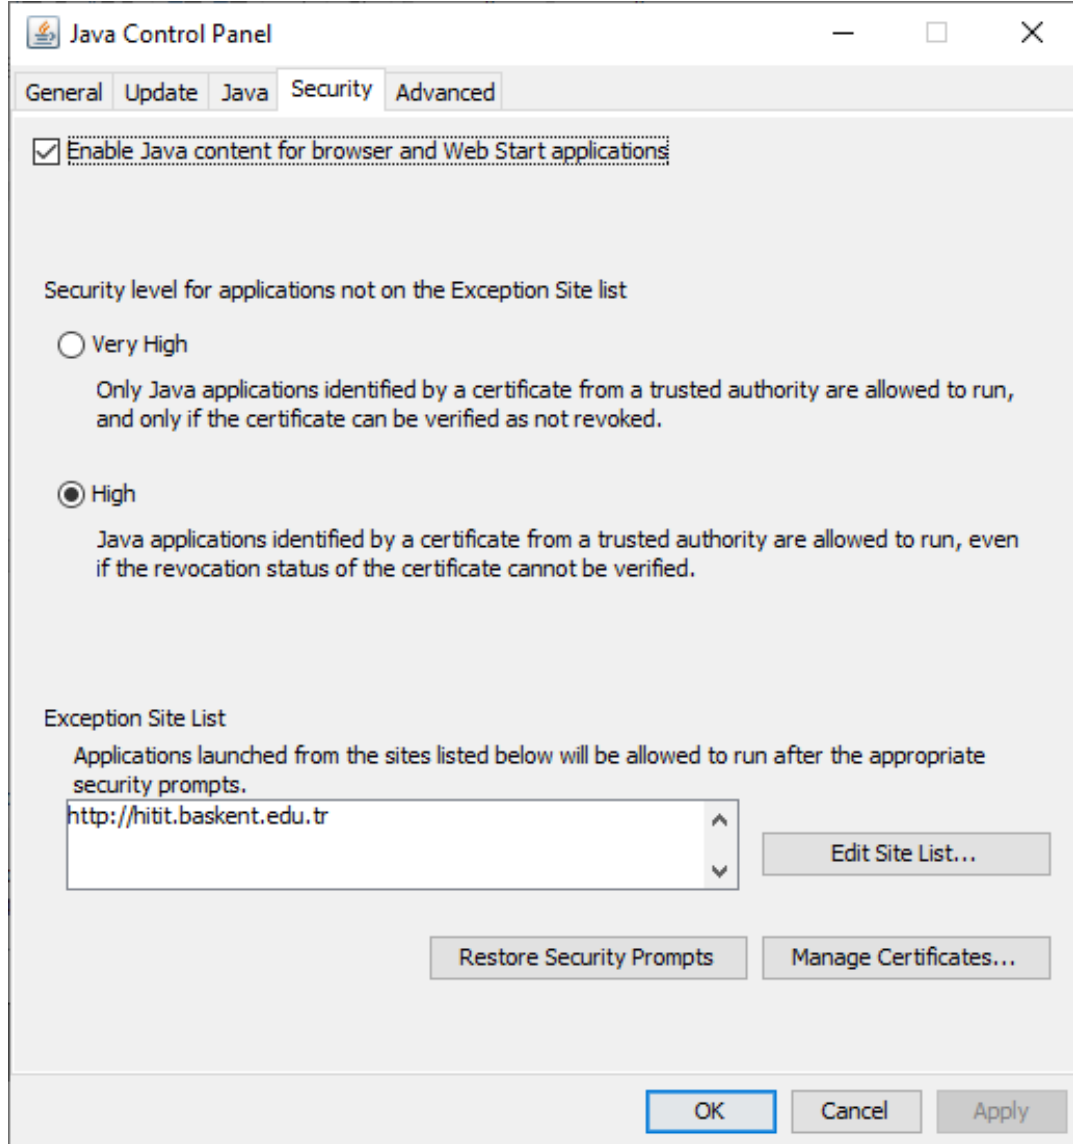 Java Control Panel
General Update Java Security Advanced
Enable Java content for browser and Web Start applications
Security level for applications not on the Exception Site list
Very High
Only Java applications identified by a certificate from a trusted authority are allowed to run,
and only if the certificate can be verified as not revoked.
High
Java applications identified by a certificate from a trusted authority are allowed to run, even
if the revocation status of the certificate cannot be verified.
Exception Site List
Applications launched from the sites listed below will be allowed to run after the appropriate
security prompts.
http://hitit.baskent.edu.tr
Edit Site List...
Restore Security Prompts Manage Certificates...
OK Cancel Apply